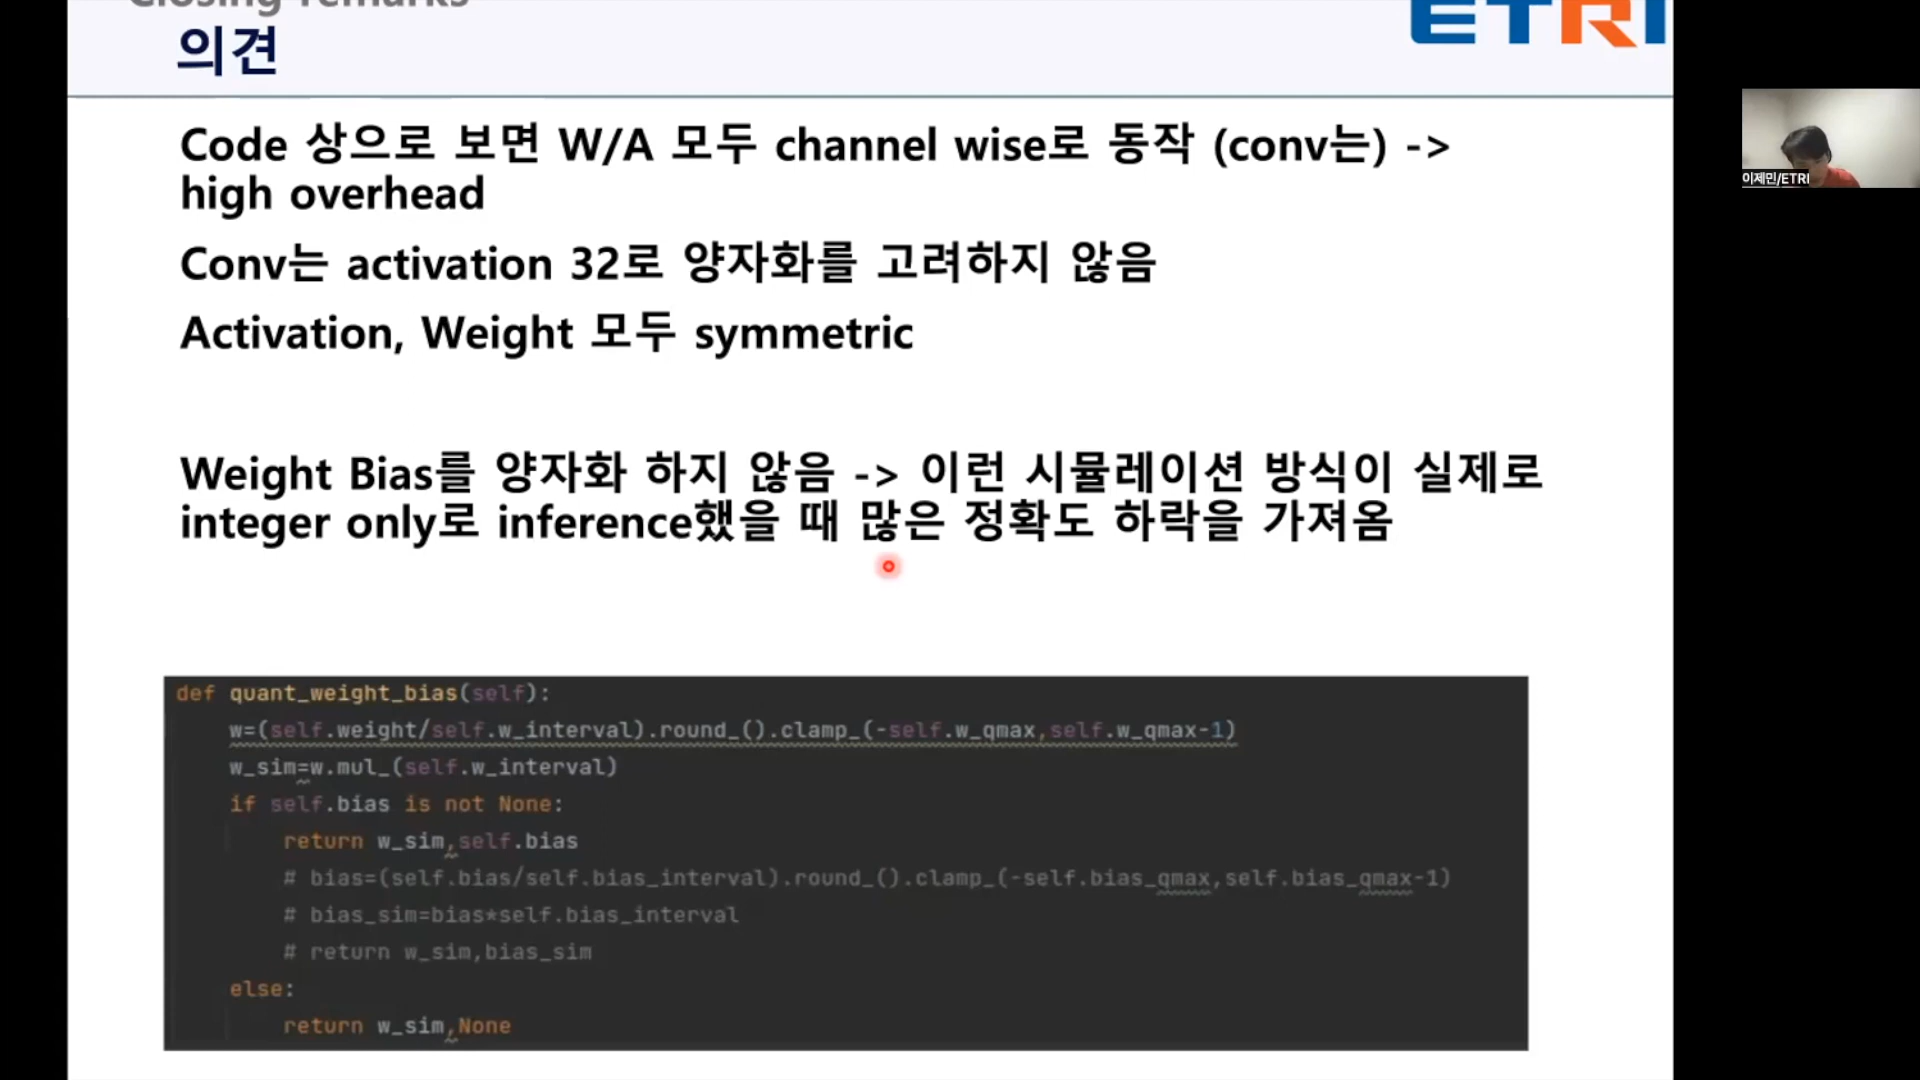 Closing remarks
의견
ETRI
Code 상으로 보면 W/A 모두 channel wise로 동작 (conv는) ->
high overhead
Conv는 activation 32로 양자화를 고려하지 않음
Activation, Weight 모두 symmetric
Weight Bias를 양자화 하지 않음 -> 이런 시뮬레이션 방식이 실제로
integer only로 inference했을 때 많은 정확도 하락을 가져옴
def quant_weight_bias(self):
w=(self.weight/self.w_interval).round_().clamp_(-self.w_qmax,self.w_qmax-1)
w_sim=w.mul_(self.w_interval)
if self.bias is not None:
return w_sim,self.bias
# bias=(self.bias/self.bias_interval).round_().clamp_(-self.bias_qmax,self.bias_qmax-1)
# bias_sim=bias*self.bias_interval
# return w_sim,bias_sim
else:
return w_sim,None
이제민/ETRI